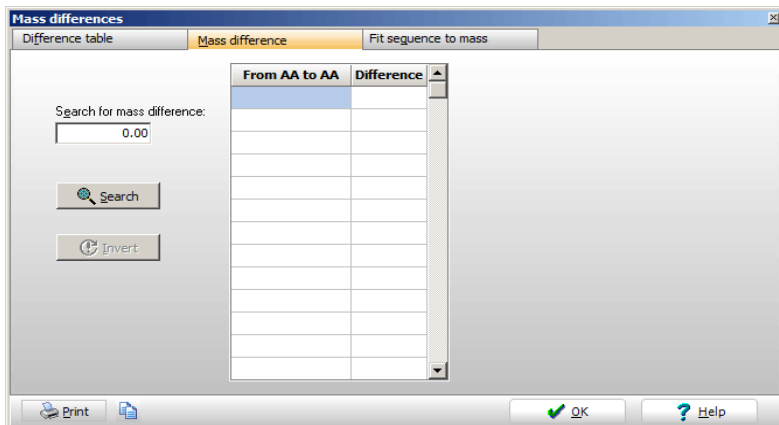 Mass differences
Difference table
Mass difference
Fit sequence to mass
From AA to AA Difference
Search for mass difference:
0.00
Search
Invert
Print
OK
Help